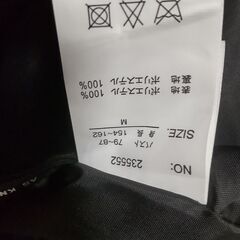 NO: 235552
バスト 79~87
SIZE: 身長 154~162
M
表地 ポリエステル 100%
裏地 ポリエステル 100%